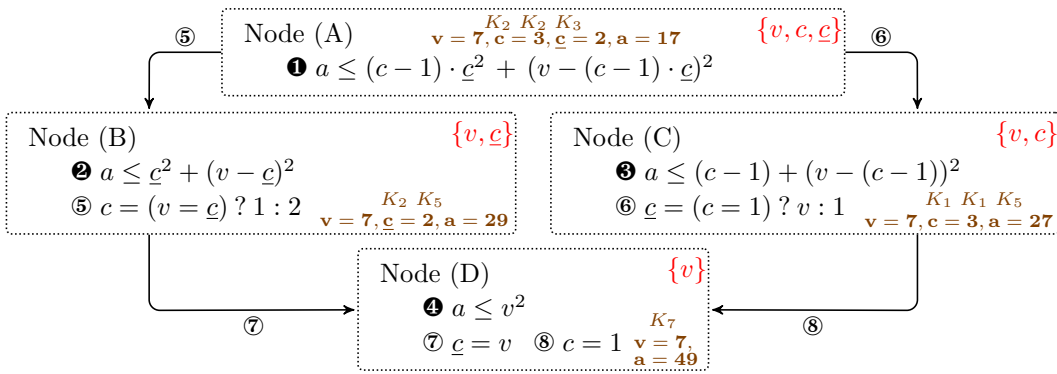 ⑤ Node (A) K₂ K₂ K₃ {v, c, c̲} ⑥
v = 7, c = 3, c̲ = 2, a = 17
❶ a ≤ (c − 1) · c̲² + (v − (c − 1) · c̲)²
Node (B) {v, c̲}
❷ a ≤ c̲² + (v − c̲)²
⑤ c = (v = c̲) ? 1 : 2 K₂ K₅
v = 7, c̲ = 2, a = 29
Node (C) {v, c}
❸ a ≤ (c − 1) + (v − (c − 1))²
⑥ c̲ = (c = 1) ? v : 1 K₁ K₁ K₅
v = 7, c = 3, a = 27
Node (D) {v}
❹ a ≤ v²
⑦ ⑧
⑦ c̲ = v ⑧ c = 1 K₇
v = 7,
a = 49